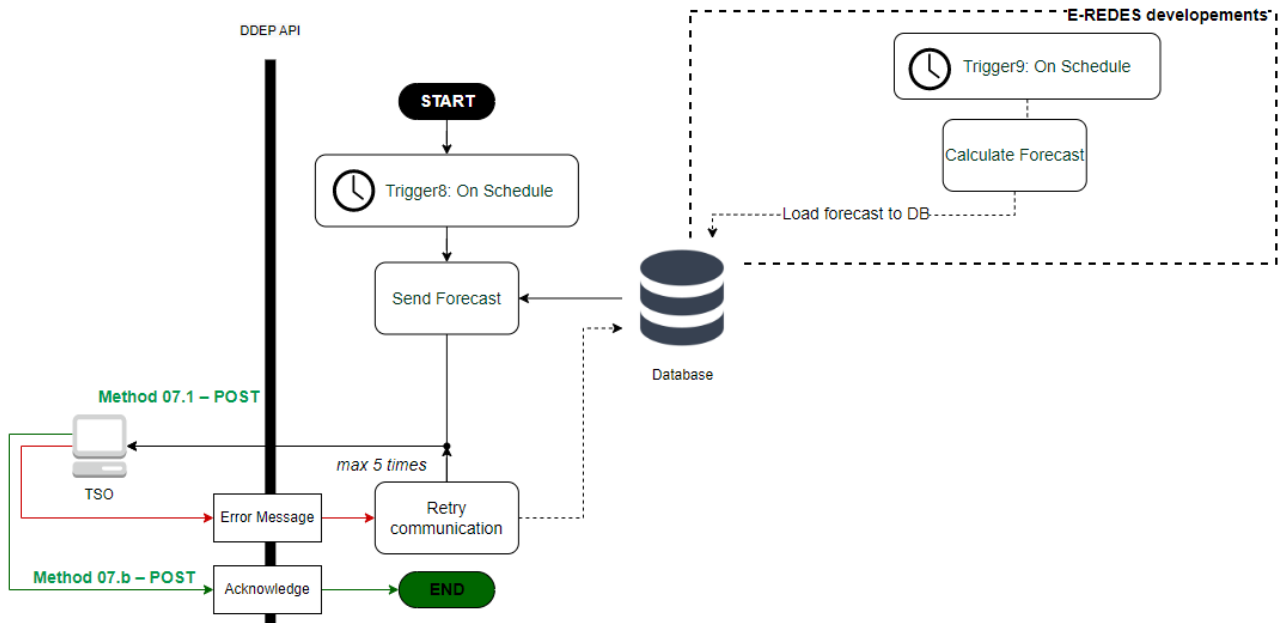 E-REDES developements
DDEP API
Trigger9: On Schedule
START
Calculate Forecast
Trigger8: On Schedule
Load forecast to DB
Send Forecast
Database
Method 07.1 – POST
max 5 times
TSO
Error Message
Retry
communication
Method 07.b – POST
Acknowledge
END